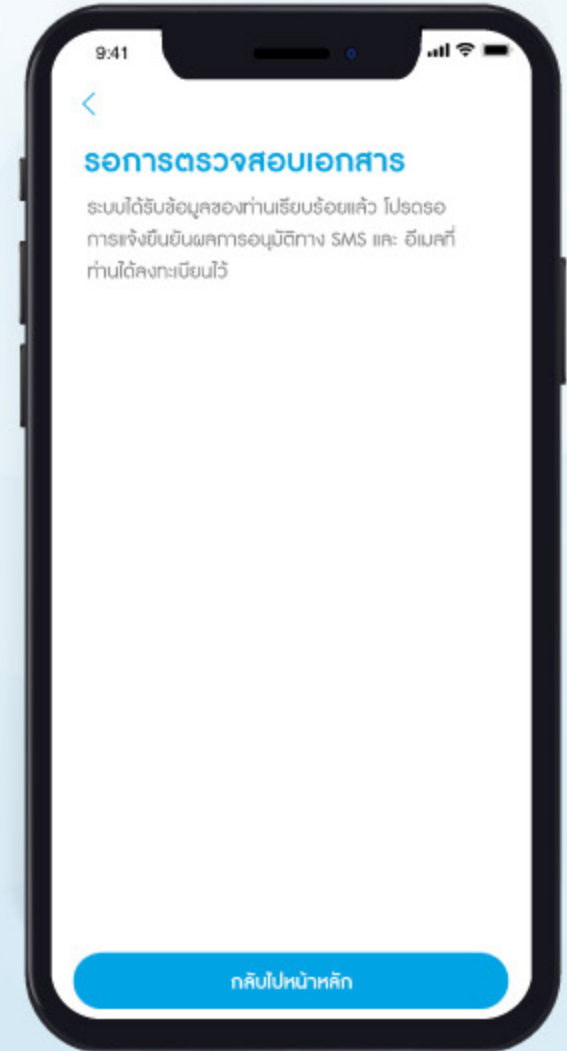 9:41
รอการตรวจสอบเอกสาร
ระบบได้รับข้อมูลของท่านเรียบร้อยแล้ว โปรดรอ
การแจ้งยืนยันผลการอนุมัติทาง SMS และ อีเมลที่
ท่านได้ลงทะเบียนไว้
กลับไปหน้าหลัก